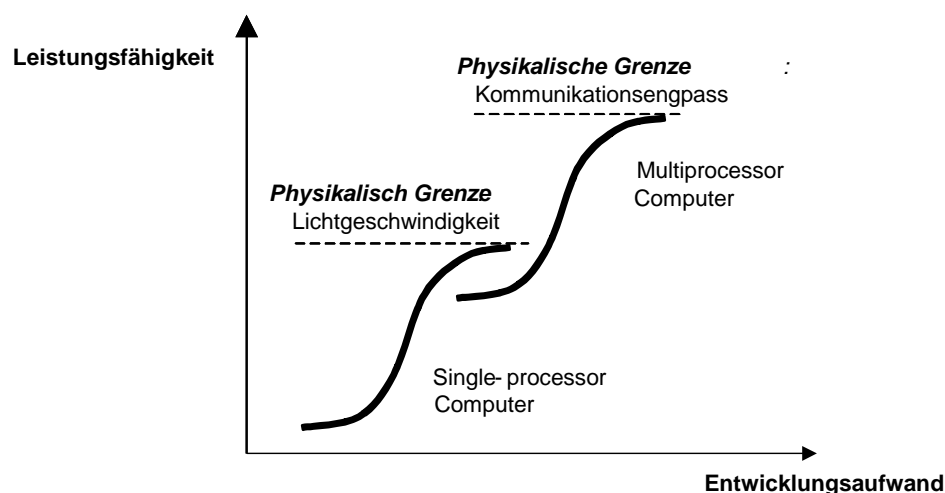 Leistungsfähigkeit
Physikalische Grenze :
Kommunikationsengpass
Multiprocessor
Computer
Physikalisch Grenze
Lichtgeschwindigkeit
Single- processor
Computer
Entwicklungsaufwand